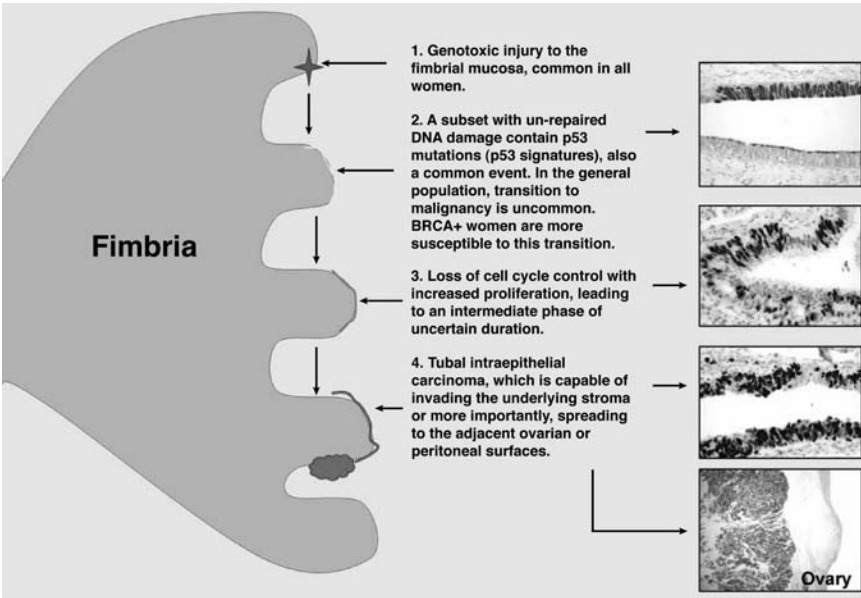 1. Genotoxic injury to the
fimbrial mucosa, common in all
women.
2. A subset with un-repaired
DNA damage contain p53
mutations (p53 signatures), also
a common event. In the general
population, transition to
malignancy is uncommon.
BRCA+ women are more
susceptible to this transition.
Fimbria
3. Loss of cell cycle control with
increased proliferation, leading
to an intermediate phase of
uncertain duration.
4. Tubal intraepithelial
carcinoma, which is capable of
invading the underlying stroma
or more importantly, spreading
to the adjacent ovarian or
peritoneal surfaces.
Ovary